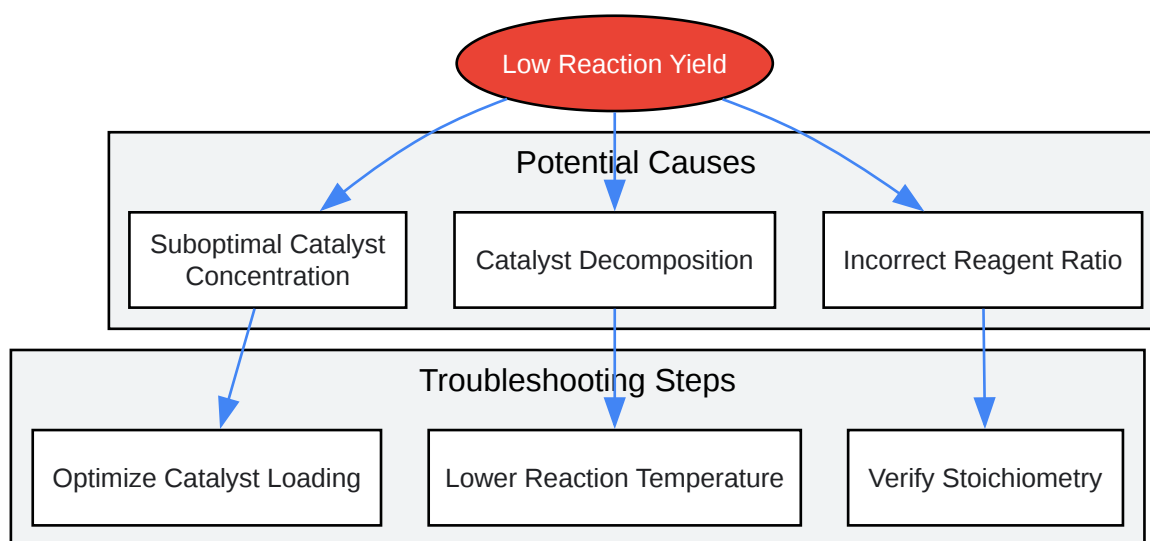 Low Reaction Yield
Potential Causes
Suboptimal Catalyst
Concentration
Catalyst Decomposition
Incorrect Reagent Ratio
Troubleshooting Steps
Optimize Catalyst Loading
Lower Reaction Temperature
Verify Stoichiometry